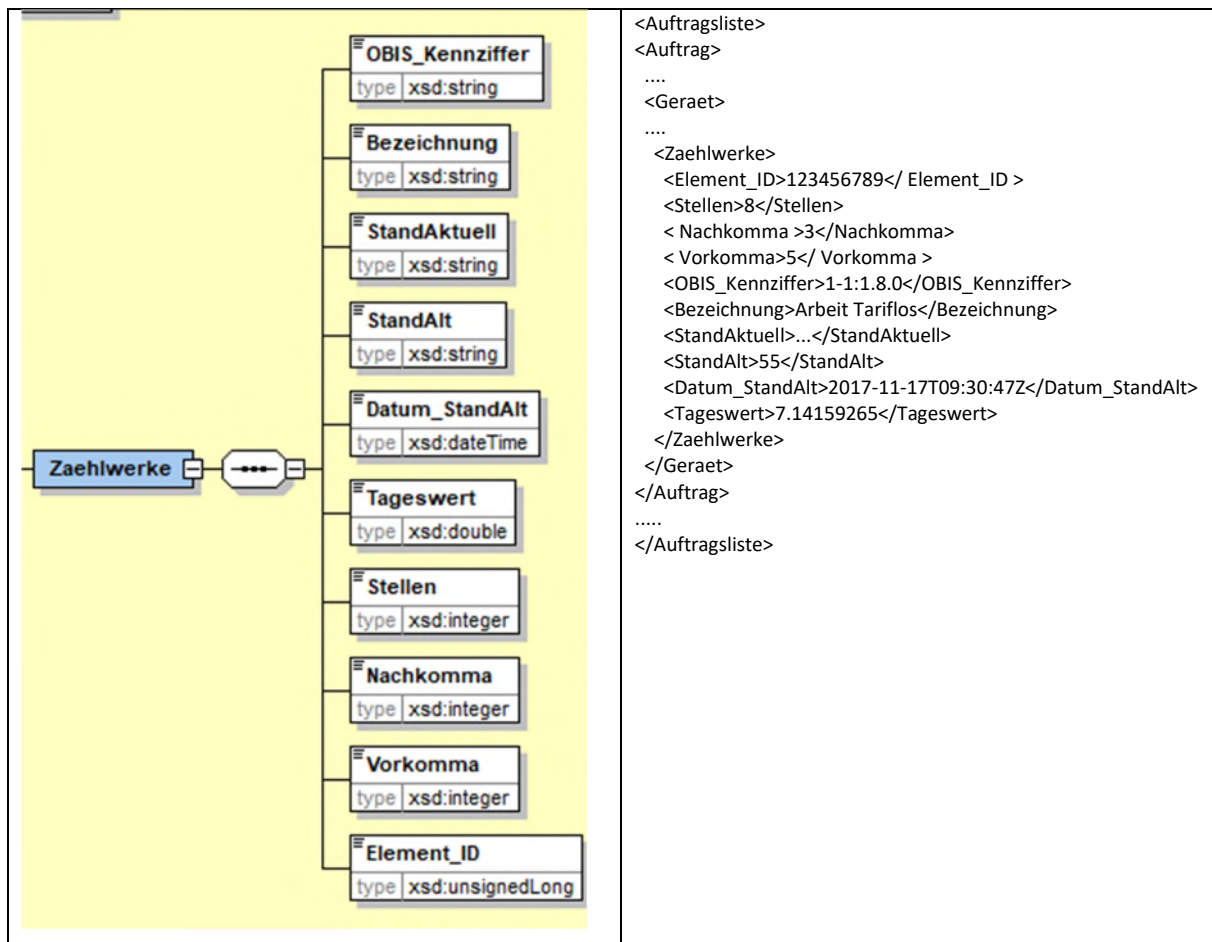 Zaehlwerke
OBIS_Kennziffer
type xsd:string
Bezeichnung
type xsd:string
StandAktuell
type xsd:string
StandAlt
type xsd:string
Datum_StandAlt
type xsd:dateTime
Tageswert
type xsd:double
Stellen
type xsd:integer
Nachkomma
type xsd:integer
Vorkomma
type xsd:integer
Element_ID
type xsd:unsignedLong
<Auftragsliste>
<Auftrag>
....
<Geraet>
....
<Zaehlwerke>
<Element_ID>123456789</ Element_ID >
<Stellen>8</Stellen>
< Nachkomma >3</Nachkomma>
< Vorkomma>5</ Vorkomma >
<OBIS_Kennziffer>1-1:1.8.0</OBIS_Kennziffer>
<Bezeichnung>Arbeit Tariflos</Bezeichnung>
<StandAktuell>...</StandAktuell>
<StandAlt>55</StandAlt>
<Datum_StandAlt>2017-11-17T09:30:47Z</Datum_StandAlt>
<Tageswert>7.14159265</Tageswert>
</Zaehlwerke>
</Geraet>
</Auftrag>
.....
</Auftragsliste>